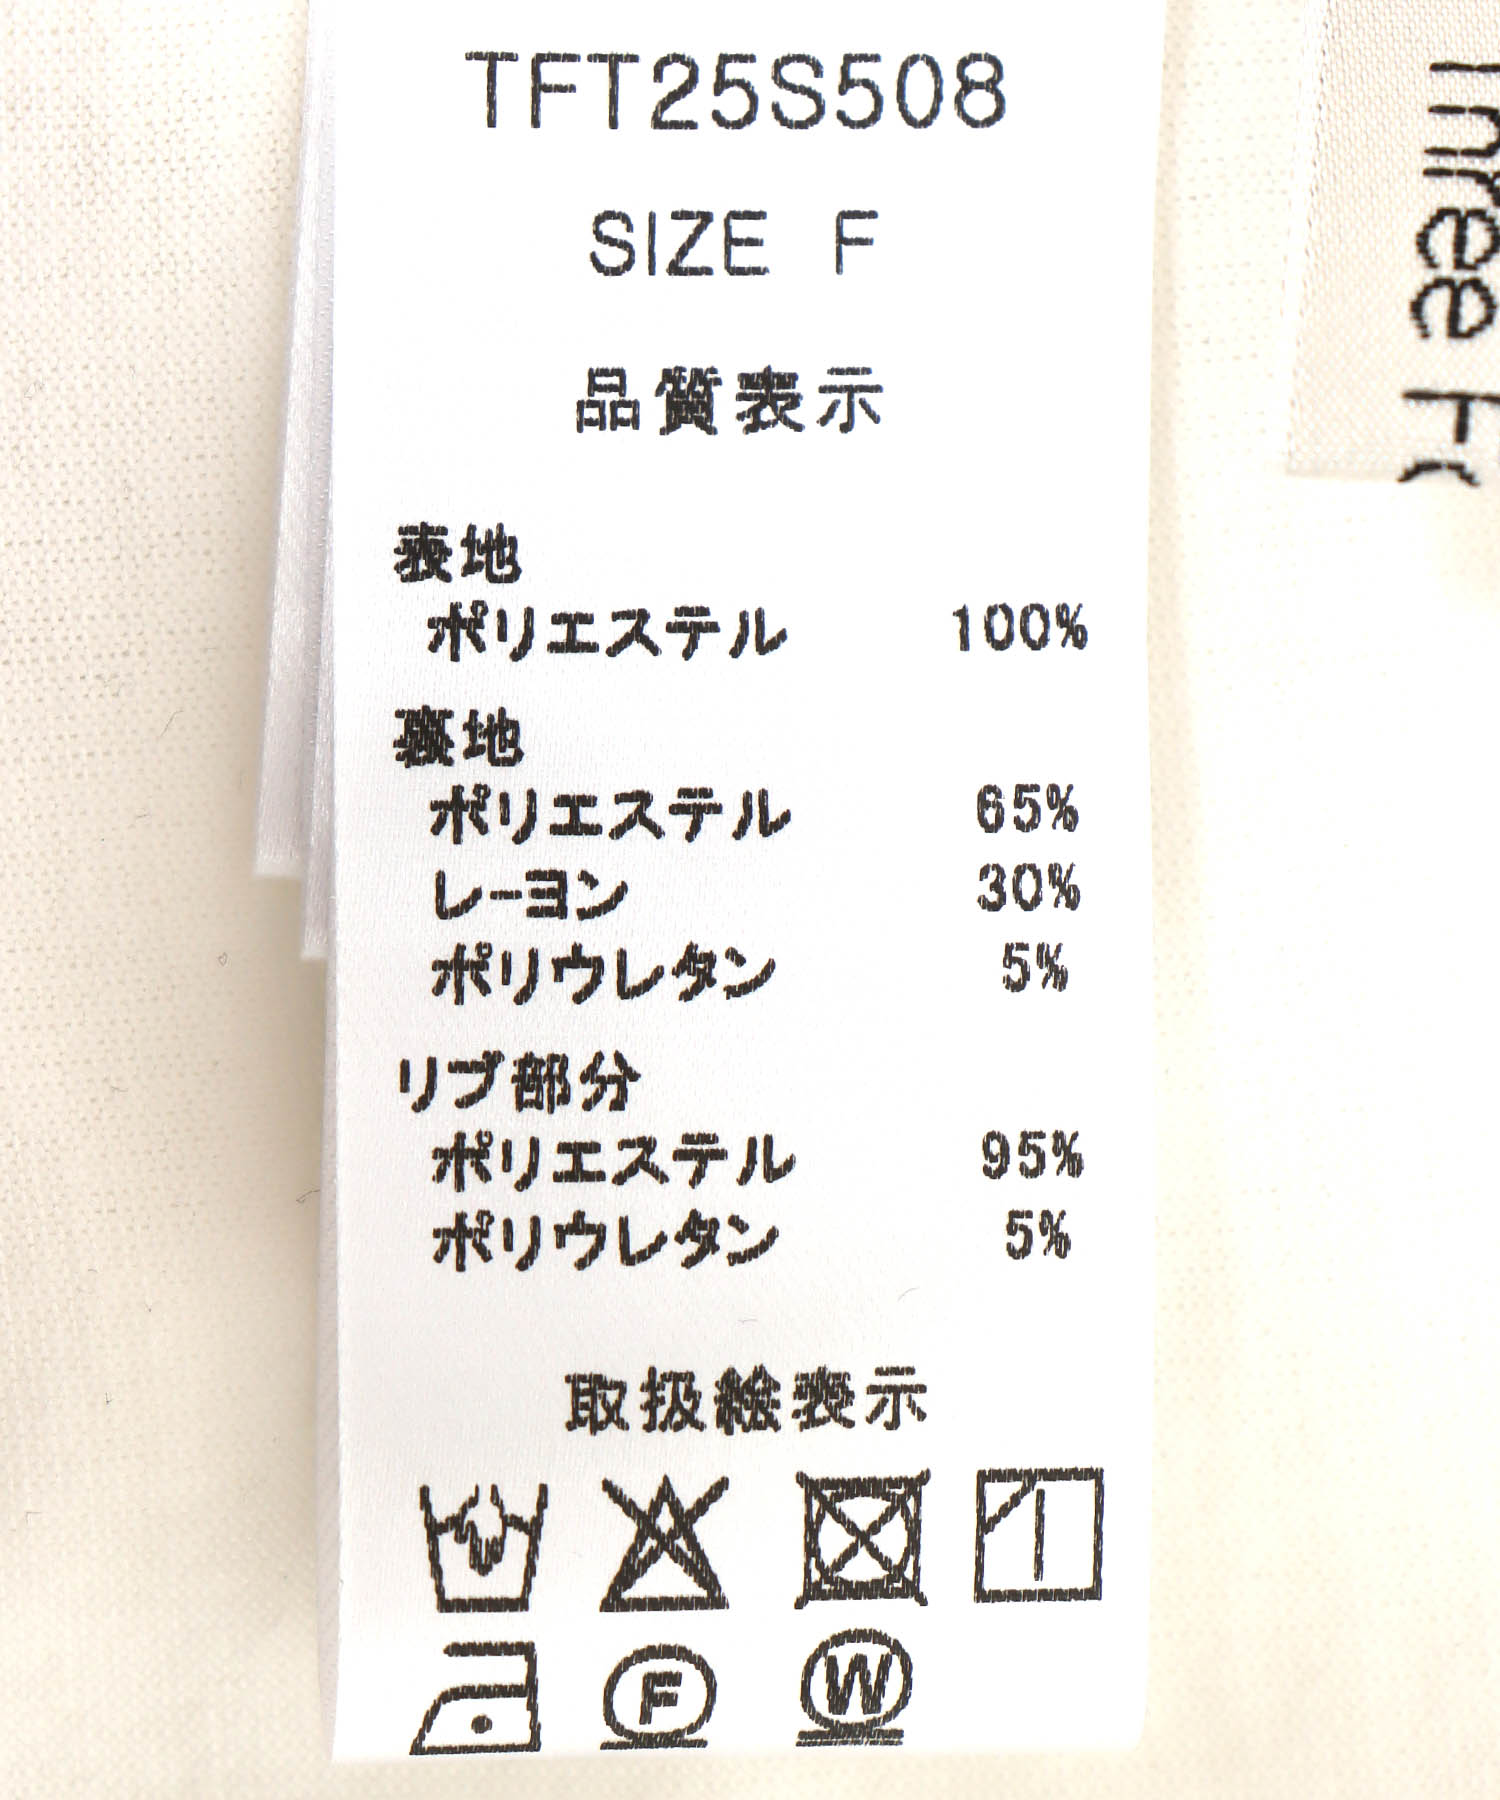 TFT25S508
SIZE F
品質表示
表地
ポリエステル 100%
裏地
ポリエステル 65%
レーヨン 30%
ポリウレタン 5%
リブ部分
ポリエステル 95%
ポリウレタン 5%
取扱絵表示
F
W
Three